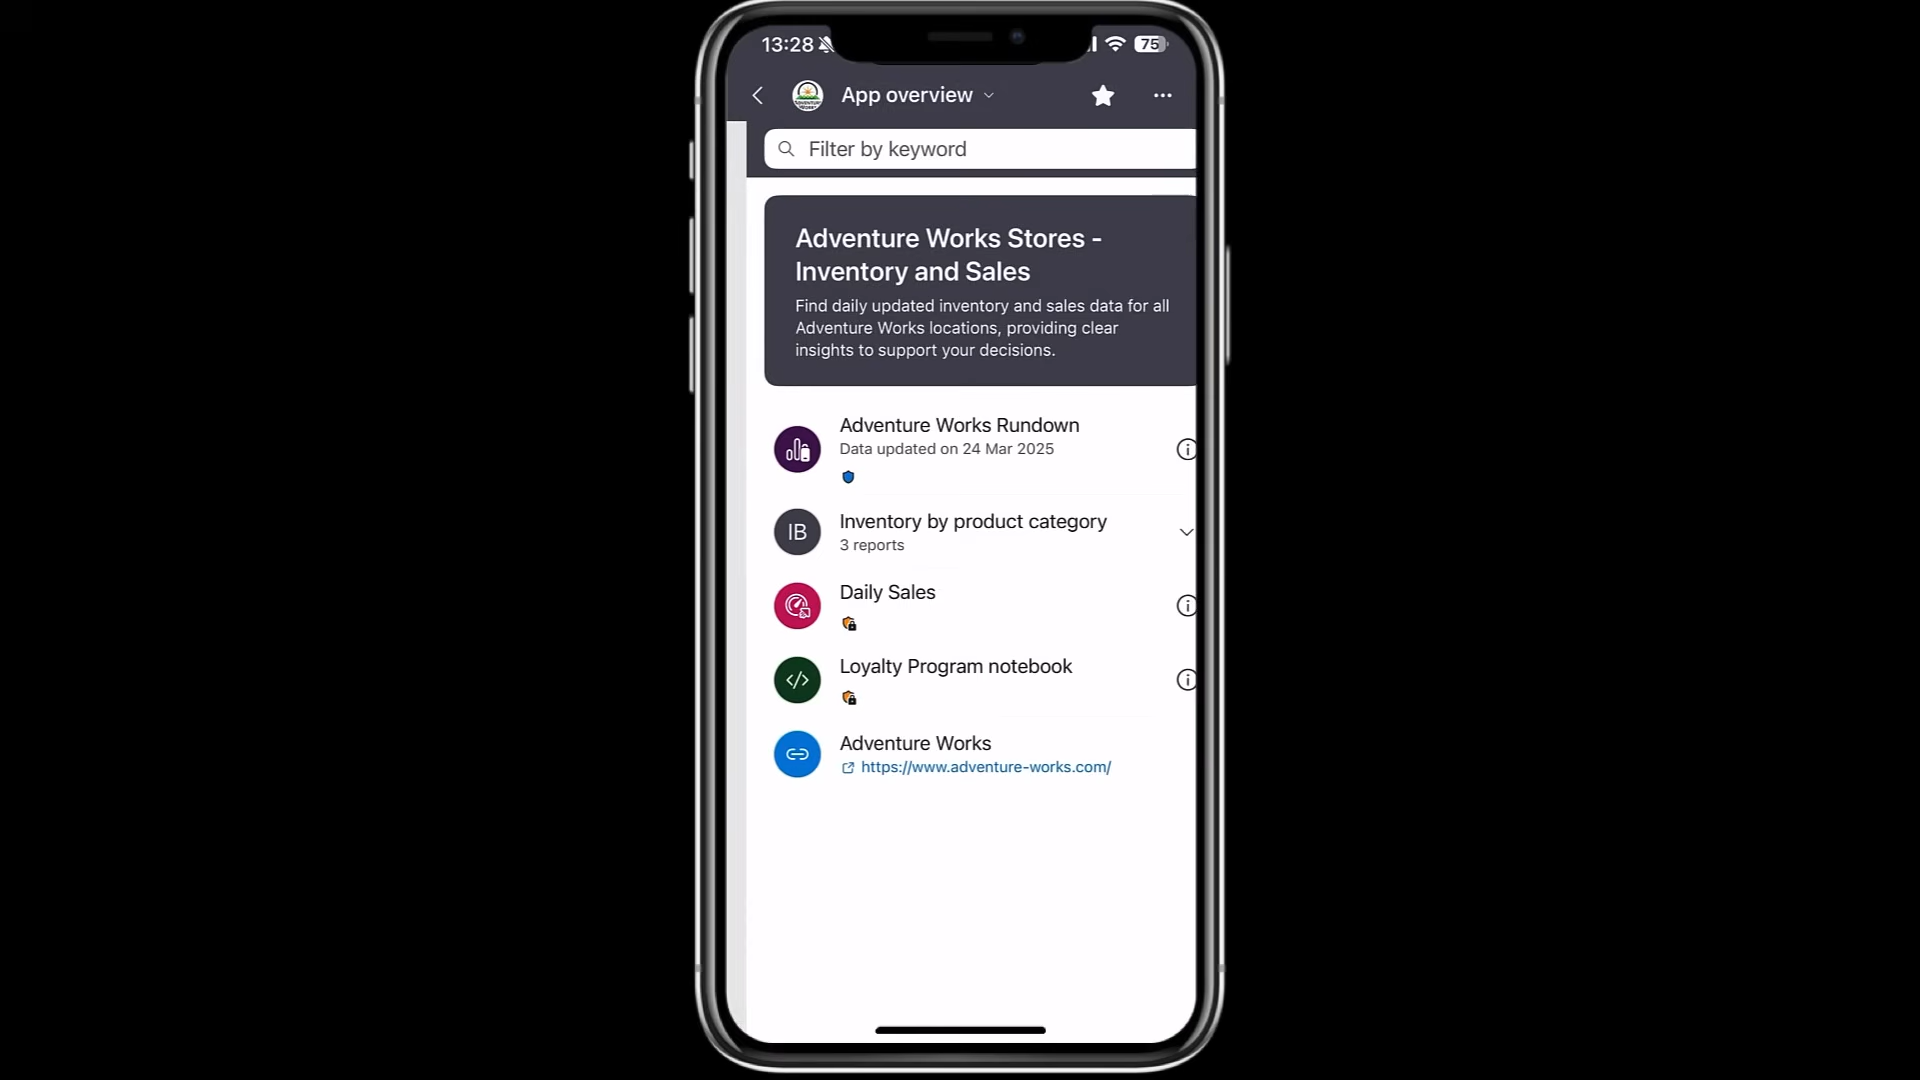 13:28
75
App overview
Filter by keyword
Adventure Works Stores -
Inventory and Sales
Find daily updated inventory and sales data for all
Adventure Works locations, providing clear
insights to support your decisions.
Adventure Works Rundown
Data updated on 24 Mar 2025
IB
Inventory by product category
3 reports
Daily Sales
Loyalty Program notebook
Adventure Works
https://www.adventure-works.com/